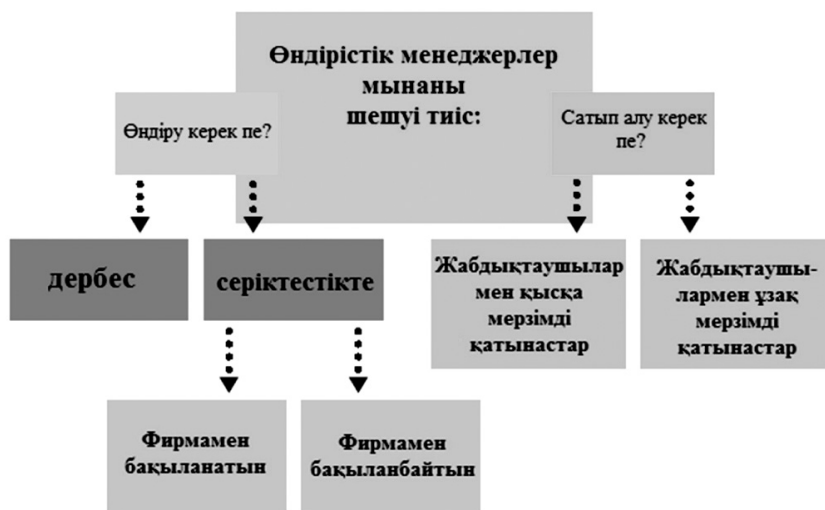 Өндірістік менеджерлер
мынаны
шешуі тиіс:
Өндіру керек пе?
Сатып алу керек
пе?
дербес
серіктестікте
Жабдықтаушылар
мен қысқа
мерзімді
қатынастар
Жабдықтаушы-
лармен ұзақ
мерзімді
қатынастар
Фирмамен
бақыланатын
Фирмамен
бақыланбайтын